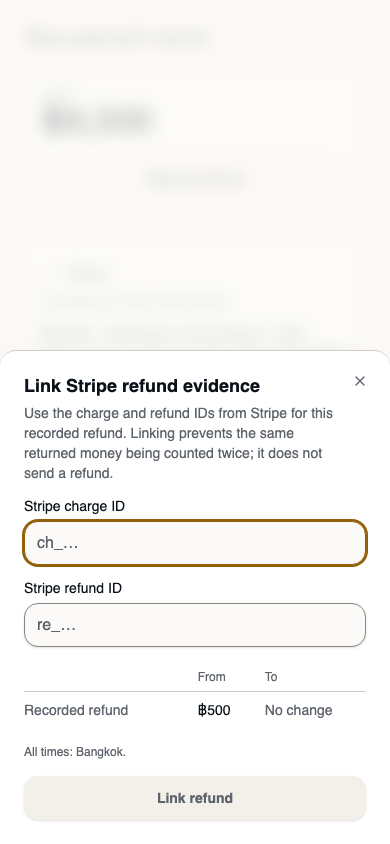 Link Stripe refund evidence
Use the charge and refund IDs from Stripe for this
recorded refund. Linking prevents the same
returned money being counted twice; it does not
send a refund.
Stripe charge ID
ch_…
Stripe refund ID
re_…
From To
Recorded refund ฿500 No change
All times: Bangkok.
Link refund